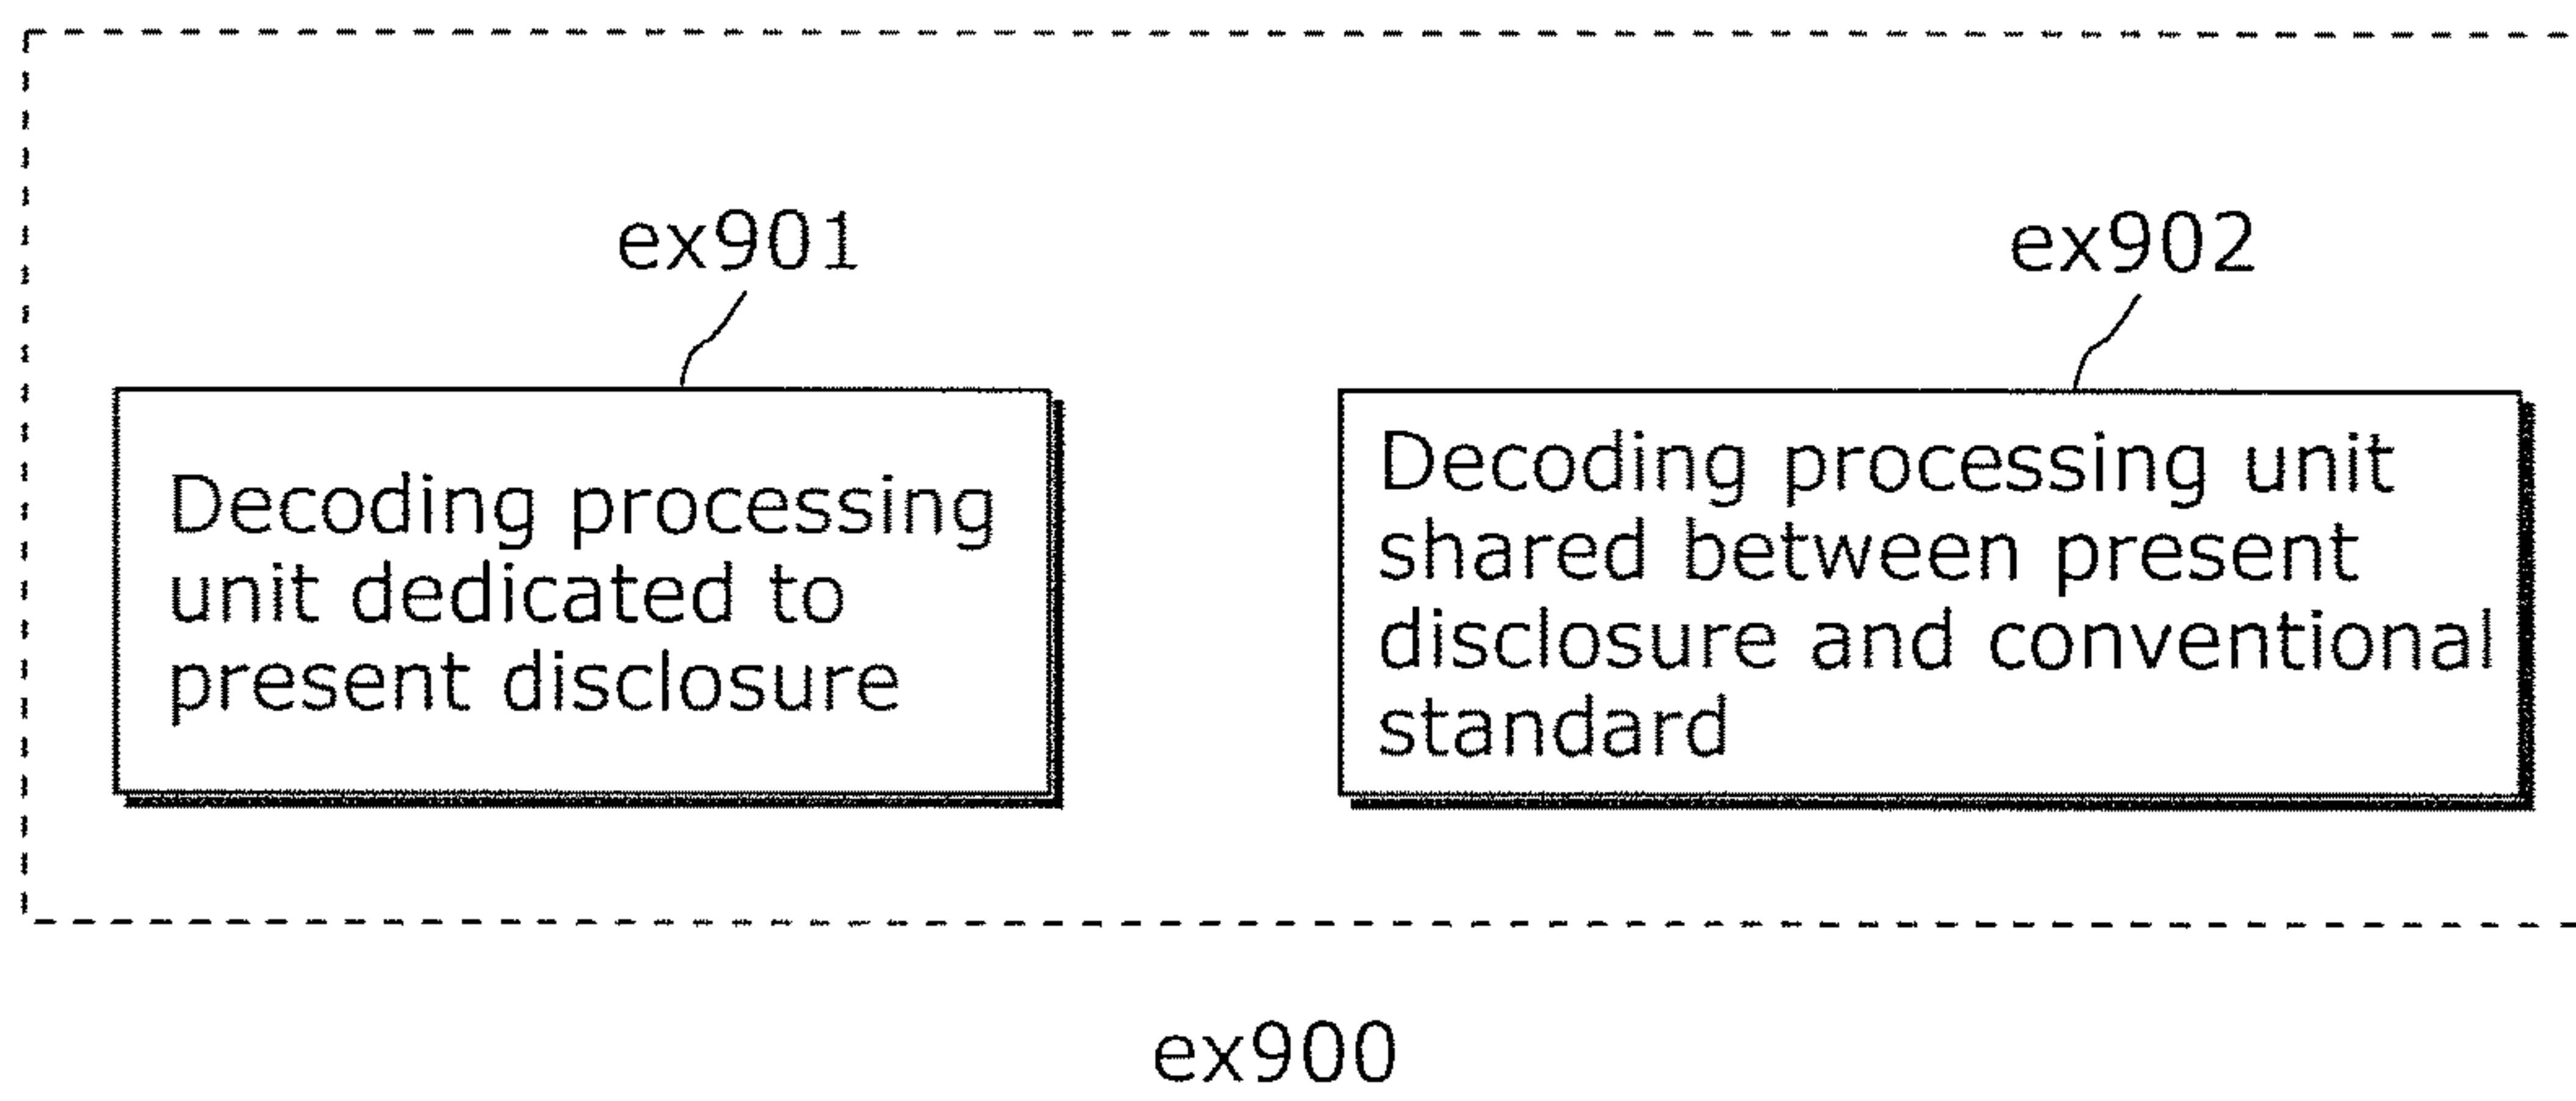 ex901
ex902
Decoding processing
unit dedicated to
present disclosure
Decoding processing unit
shared between present
disclosure and conventional
standard
ex900